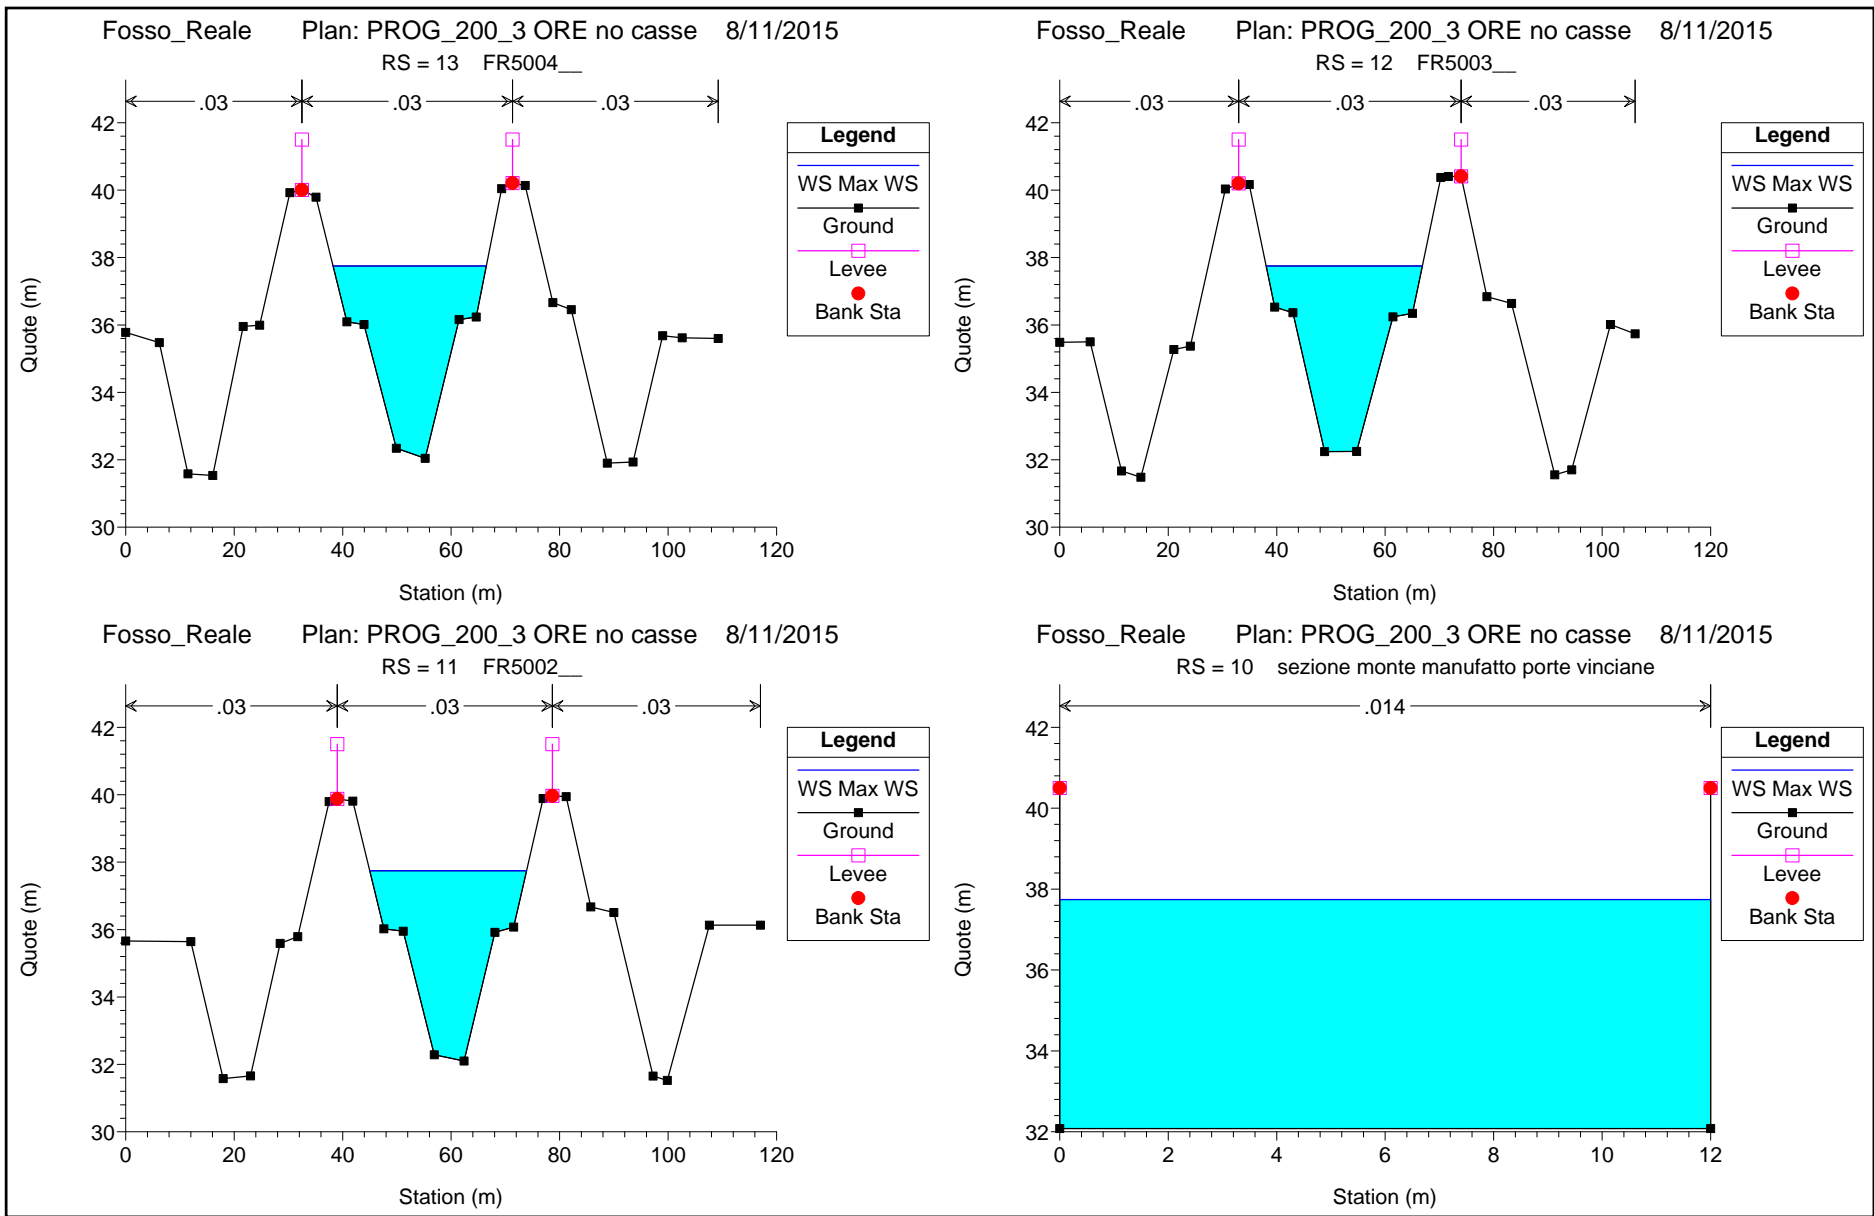 Fosso_Reale Plan: PROG_200_3 ORE no casse 8/11/2015
RS = 13 FR5004__
.03 .03 .03
42
40
38
36
34
32
30
0 20 40 60 80 100 120
Station (m)
Quote (m)
Legend
WS Max WS
Ground
Levee
Bank Sta
Fosso_Reale Plan: PROG_200_3 ORE no casse 8/11/2015
RS = 12 FR5003__
.03 .03 .03
42
40
38
36
34
32
30
0 20 40 60 80 100 120
Station (m)
Quote (m)
Legend
WS Max WS
Ground
Levee
Bank Sta
Fosso_Reale Plan: PROG_200_3 ORE no casse 8/11/2015
RS = 11 FR5002__
.03 .03 .03
42
40
38
36
34
32
30
0 20 40 60 80 100 120
Station (m)
Quote (m)
Legend
WS Max WS
Ground
Levee
Bank Sta
Fosso_Reale Plan: PROG_200_3 ORE no casse 8/11/2015
RS = 10 sezione monte manufatto porte vinciane
.014
42
40
38
36
34
32
0 2 4 6 8 10 12
Station (m)
Quote (m)
Legend
WS Max WS
Ground
Levee
Bank Sta